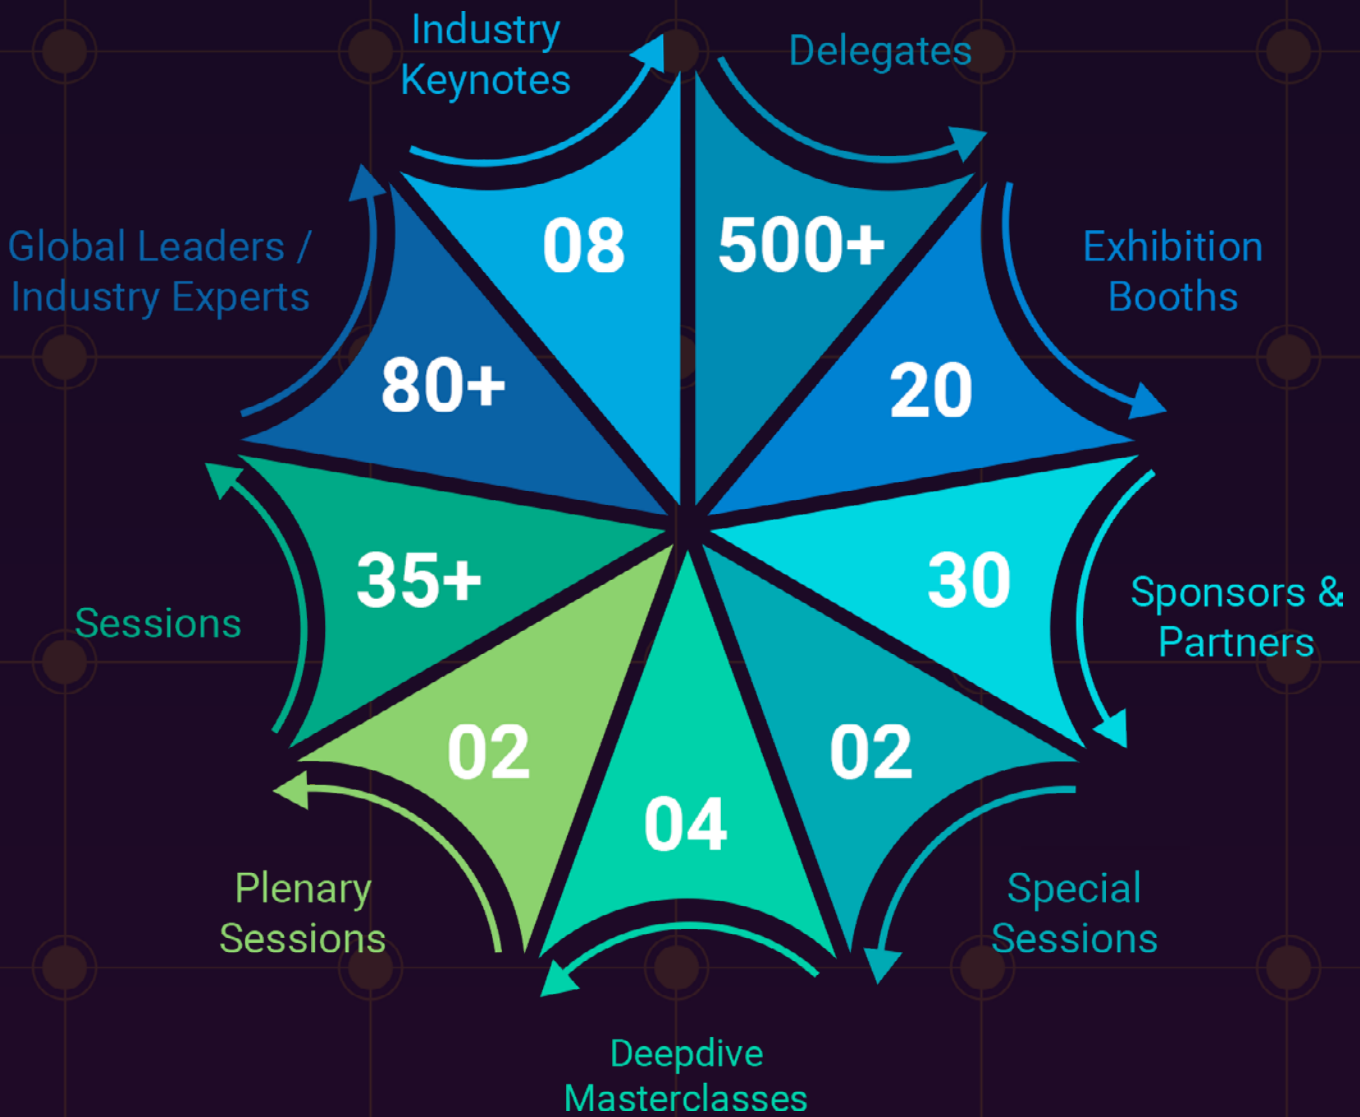 Industry
Keynotes
08
Delegates
500+
Exhibition
Booths
20
Sponsors &
Partners
30
Special
Sessions
02
Deepdive
Masterclasses
04
Plenary
Sessions
02
Sessions
35+
Global Leaders /
Industry Experts
80+